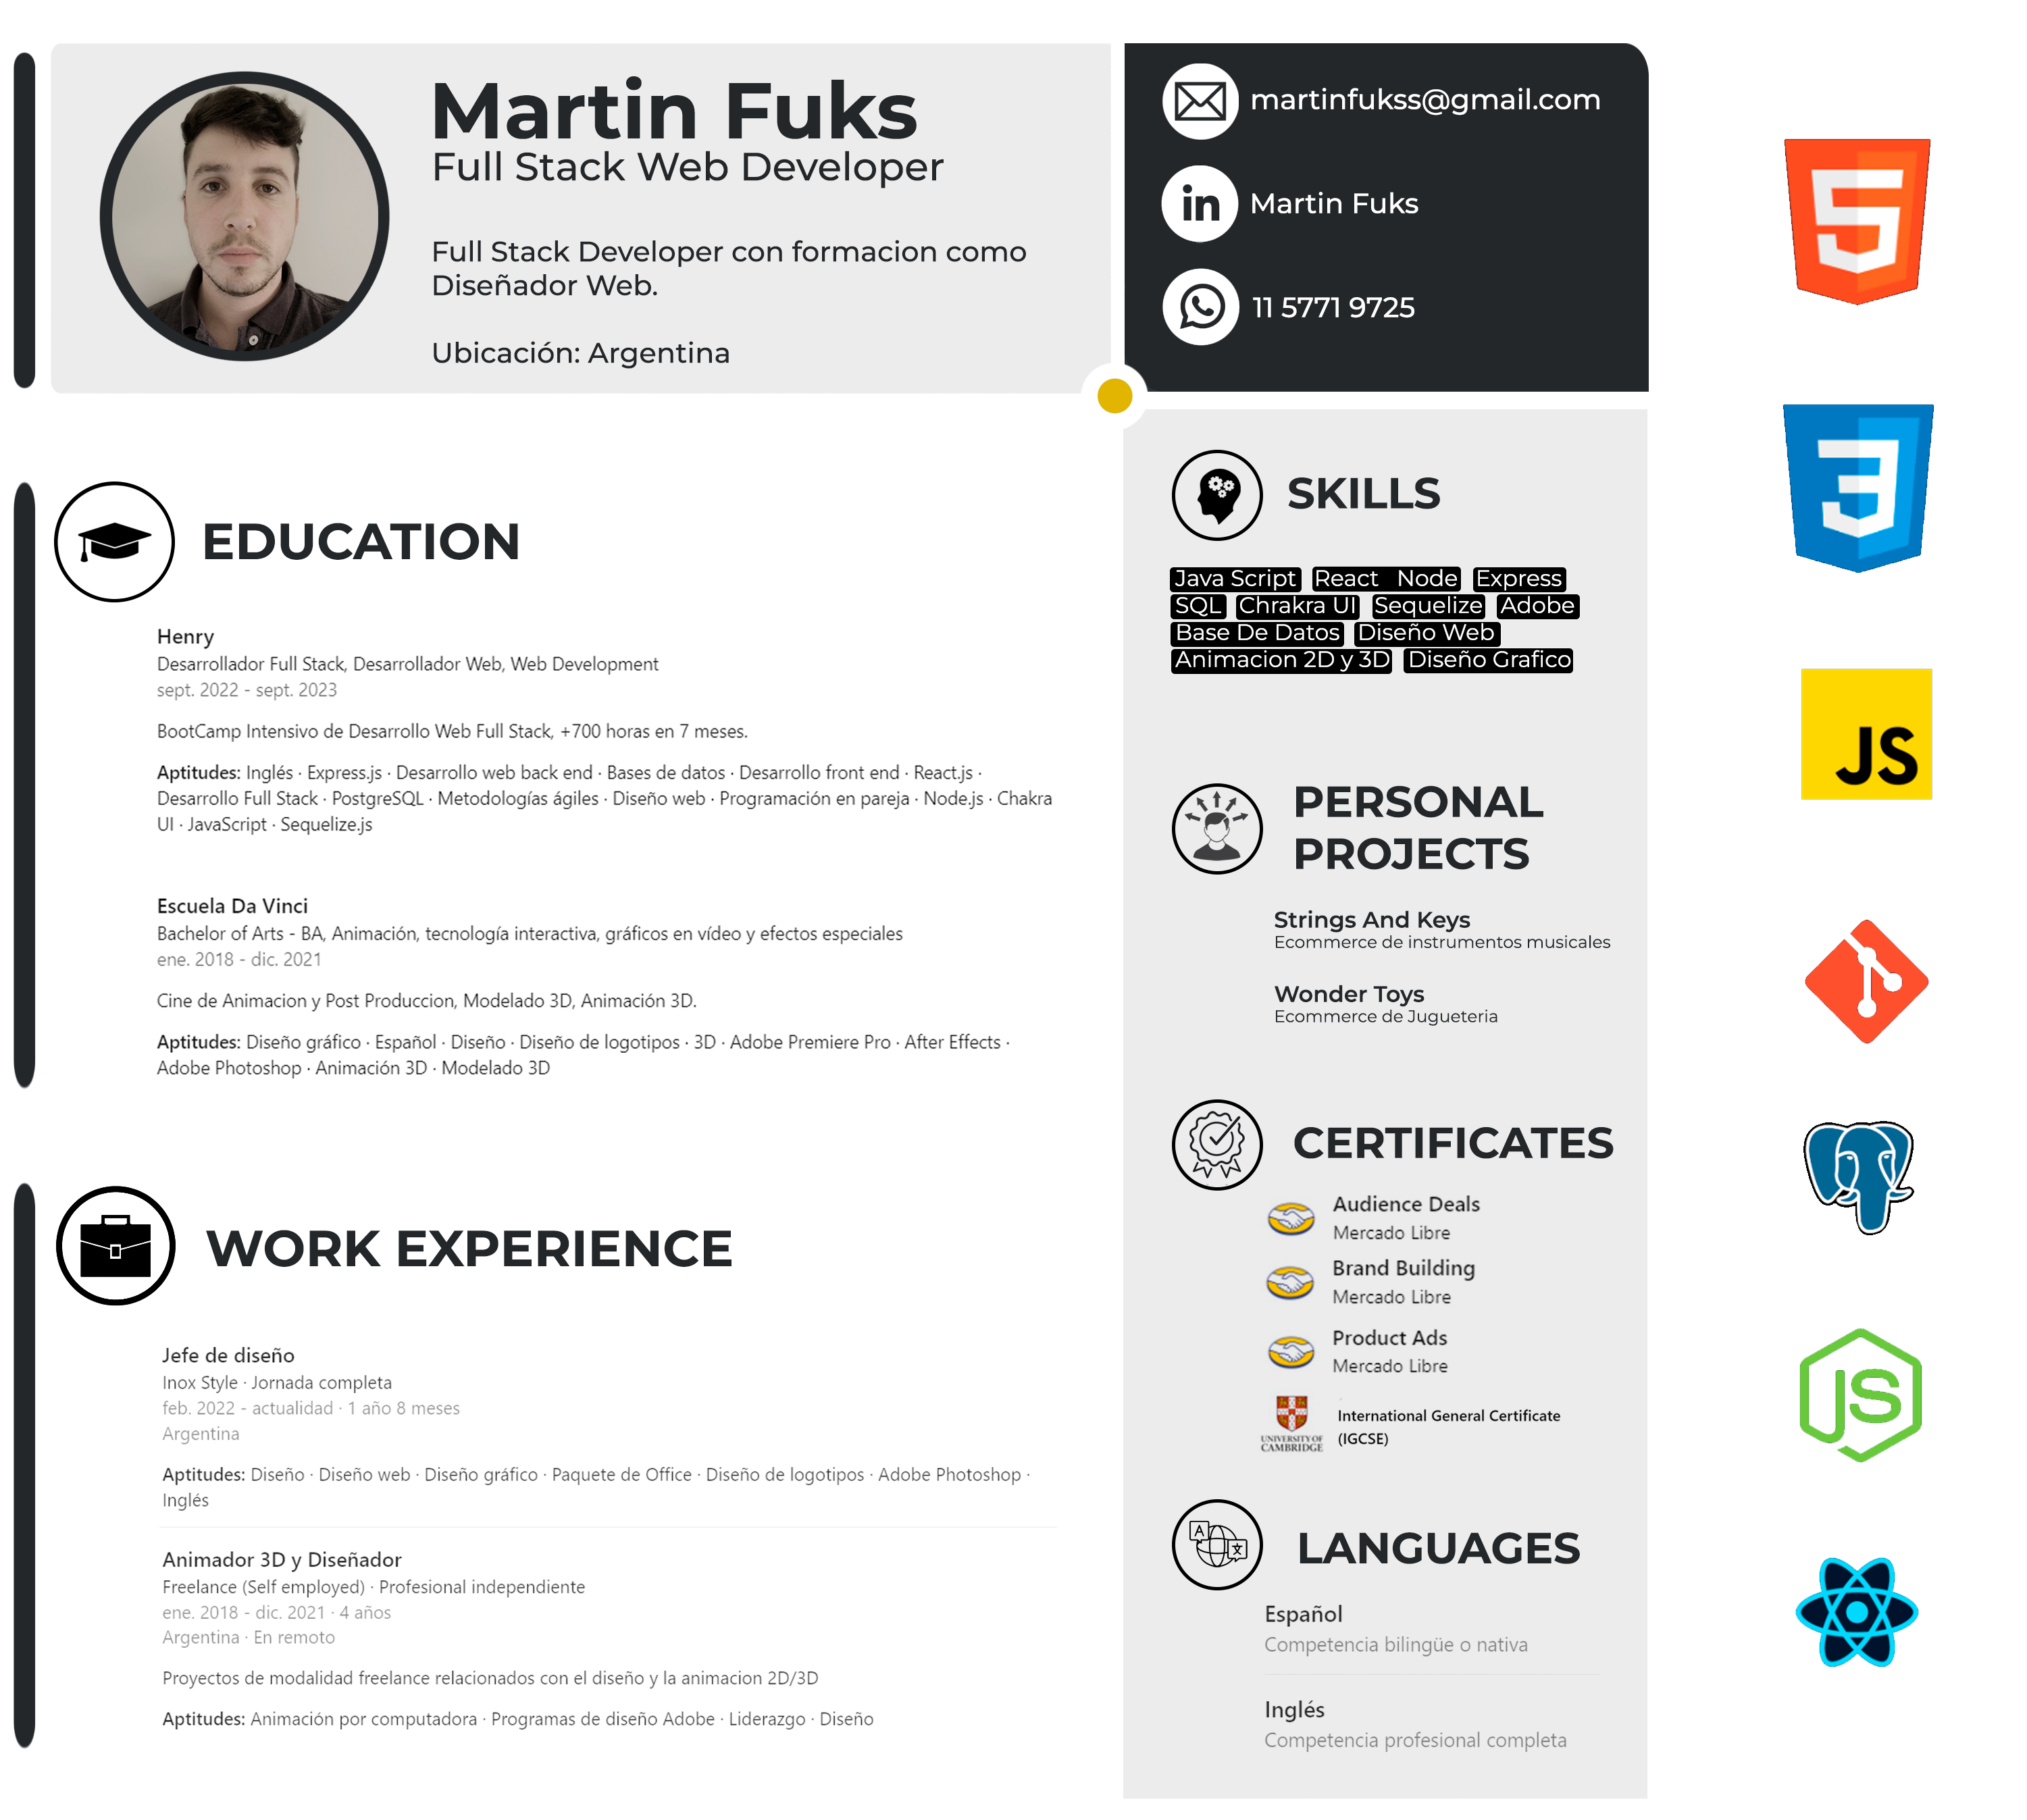 Martin Fuks
Full Stack Web Developer
Full Stack Developer con formacion como
Diseñador Web.
Ubicación: Argentina
martinfukss@gmail.com
in
Martin Fuks
11 5771 9725
EDUCATION
Henry
Desarrollador Full Stack, Desarrollador Web, Web Development
sept. 2022 - sept. 2023
BootCamp Intensivo de Desarrollo Web Full Stack, +700 horas en 7 meses.
Aptitudes: Inglés · Express.js · Desarrollo web back end · Bases de datos · Desarrollo front end · React.js ·
Desarrollo Full Stack · PostgreSQL · Metodologías ágiles · Diseño web · Programación en pareja · Node.js · Chakra
UI · JavaScript · Sequelize.js
Escuela Da Vinci
Bachelor of Arts - BA, Animación, tecnología interactiva, gráficos en vídeo y efectos especiales
ene. 2018 - dic. 2021
Cine de Animacion y Post Produccion, Modelado 3D, Animación 3D.
Aptitudes: Diseño gráfico · Español · Diseño · Diseño de logotipos · 3D · Adobe Premiere Pro · After Effects ·
Adobe Photoshop · Animación 3D · Modelado 3D
WORK EXPERIENCE
Jefe de diseño
Inox Style · Jornada completa
feb. 2022 - actualidad · 1 año 8 meses
Argentina
Aptitudes: Diseño · Diseño web · Diseño gráfico · Paquete de Office · Diseño de logotipos · Adobe Photoshop ·
Inglés
Animador 3D y Diseñador
Freelance (Self employed) · Profesional independiente
ene. 2018 - dic. 2021 · 4 años
Argentina · En remoto
Proyectos de modalidad freelance relacionados con el diseño y la animacion 2D/3D
Aptitudes: Animación por computadora · Programas de diseño Adobe · Liderazgo · Diseño
SKILLS
Java Script React Node Express
SQL Chrakra UI Sequelize Adobe
Base De Datos Diseño Web
Animacion 2D y 3D Diseño Grafico
PERSONAL
PROJECTS
Strings And Keys
Ecommerce de instrumentos musicales
Wonder Toys
Ecommerce de Jugueteria
CERTIFICATES
Audience Deals
Mercado Libre
Brand Building
Mercado Libre
Product Ads
Mercado Libre
UNIVERSITY OF
CAMBRIDGE
International General Certificate
(IGCSE)
LANGUAGES
A 文
Español
Competencia bilingüe o nativa
Inglés
Competencia profesional completa
5
3
JS
JS